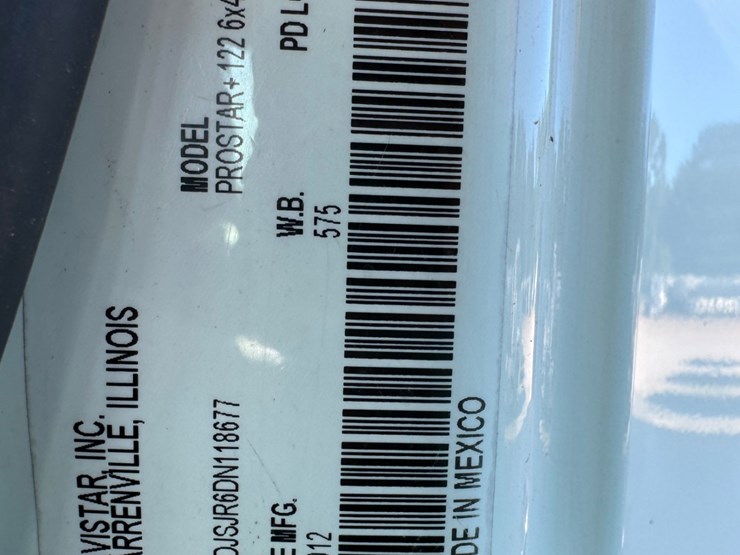 VISTAR, INC.
ARRENVILLE, ILLINOIS
MODEL
PROSTAR+ 122 6x4
DJSJR6DN118677
W.B.
575
PD L
E MFG.
012
DE IN MEXICO